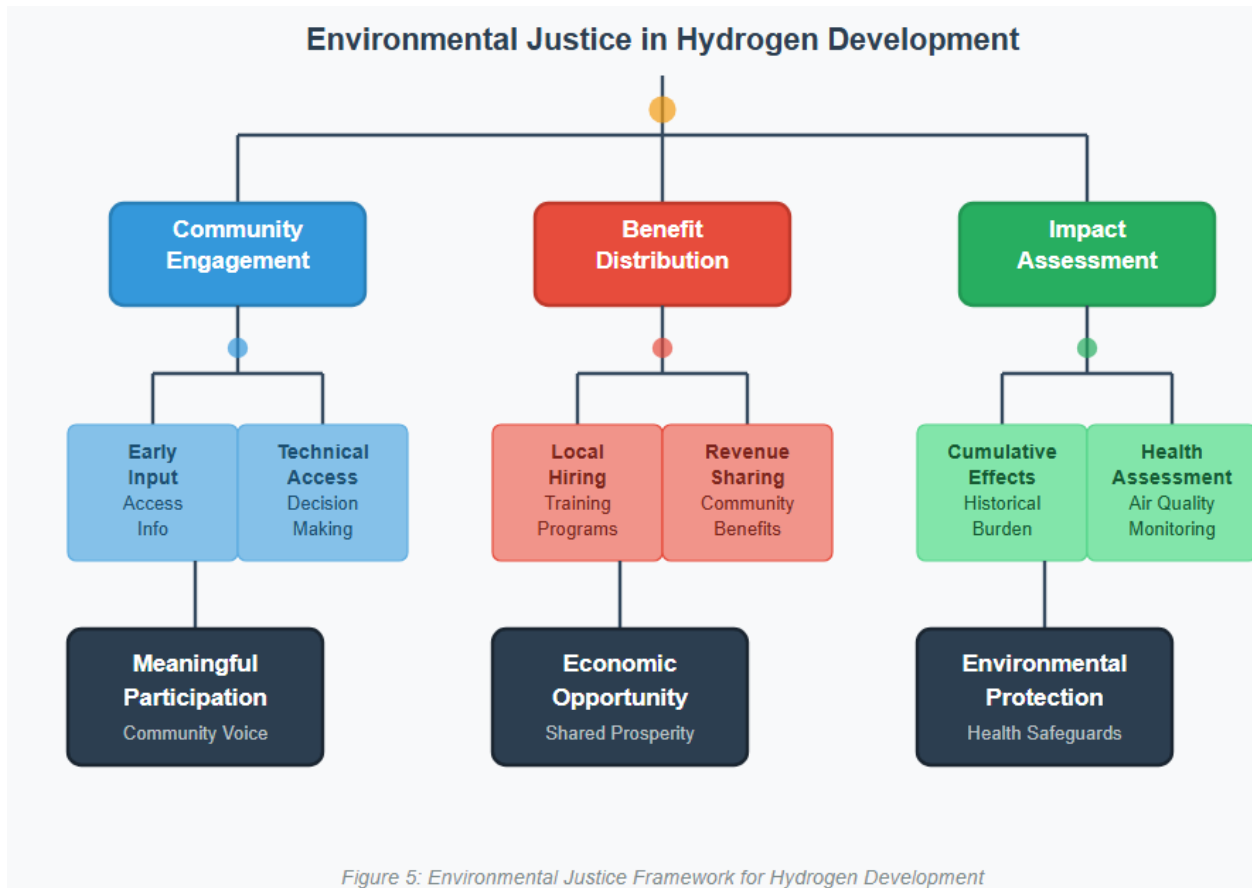 Environmental Justice in Hydrogen Development
Community
Engagement
Benefit
Distribution
Impact
Assessment
Early
Input
Access
Info
Technical
Access
Decision
Making
Local
Hiring
Training
Programs
Revenue
Sharing
Community
Benefits
Cumulative
Effects
Historical
Burden
Health
Assessment
Air Quality
Monitoring
Meaningful
Participation
Community Voice
Economic
Opportunity
Shared Prosperity
Environmental
Protection
Health Safeguards
Figure 5: Environmental Justice Framework for Hydrogen Development